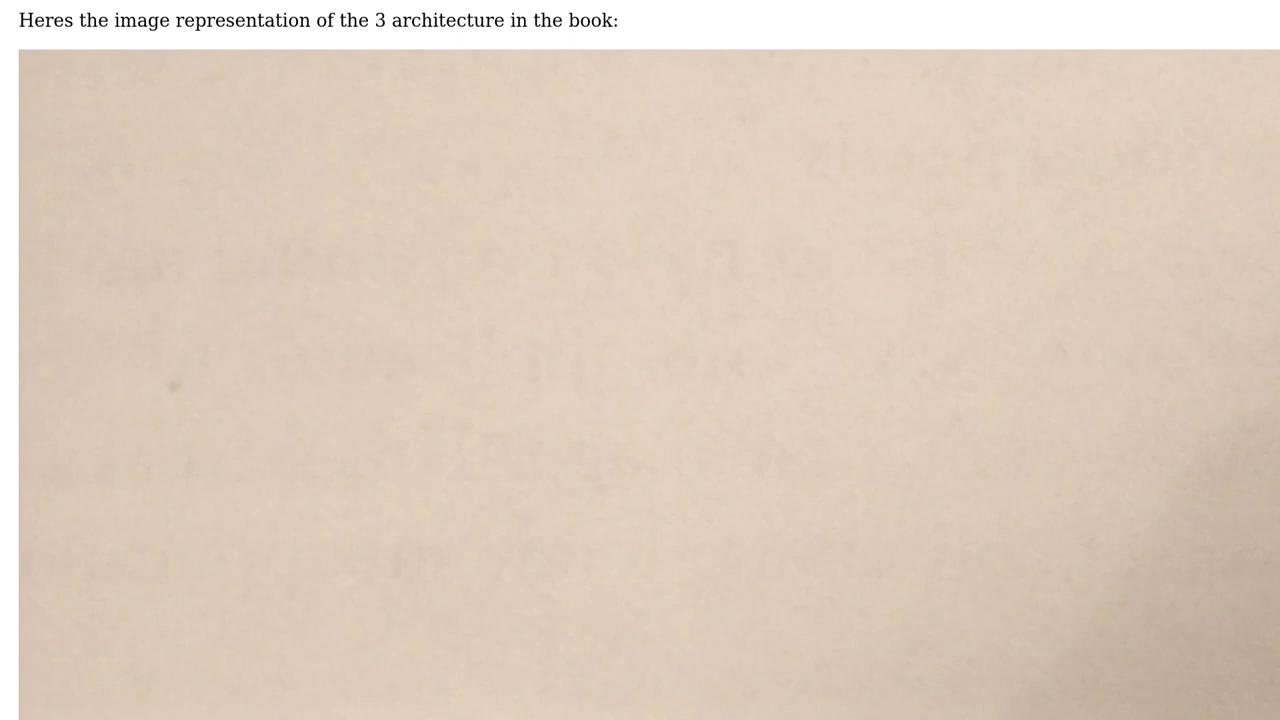 Heres the image representation of the 3 architecture in the book: